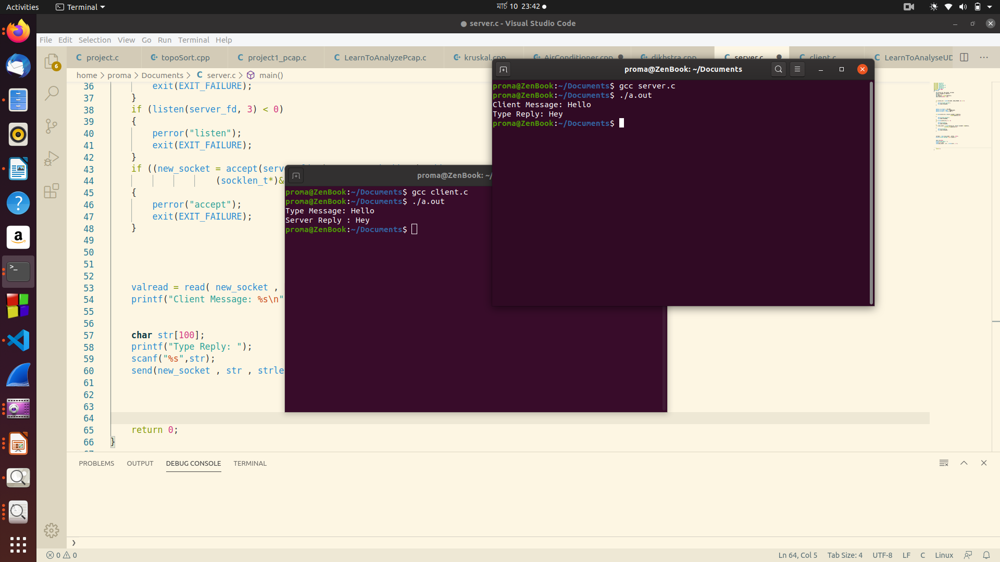 Activities
Terminal
मार्च 10 23:42
server.c - Visual Studio Code
File Edit Selection View Go Run Terminal Help
project.c
topoSort.cpp
project1_pcap.c
LearnToAnalyzePcap.c
kruskal.cpp
AirConditioner.cpp
dikhstra.cpp
server.c
client.c
LearnToAnalyseUD
6
home > proma > Documents > C server.c > main()
36 exit(EXIT_FAILURE);
37 }
38 if (listen(server_fd, 3) < 0)
39 {
40 perror("listen");
41 exit(EXIT_FAILURE);
42 }
43 if ((new_socket = accept(serv
44 (socklen_t*)&
45 {
46 perror("accept");
47 exit(EXIT_FAILURE);
48 }
49
50
51
52
53 valread = read( new_socket ,
54 printf("Client Message: %s\n"
55
56
57 char str[100];
58 printf("Type Reply: ");
59 scanf("%s",str);
60 send(new_socket , str , strle
61
62
63
64
65 return 0;
66 }
proma@ZenBook: ~/
proma@ZenBook:~/Documents$ gcc client.c
proma@ZenBook:~/Documents$ ./a.out
Type Message: Hello
Server Reply : Hey
proma@ZenBook:~/Documents$
proma@ZenBook: ~/Documents
proma@ZenBook:~/Documents$ gcc server.c
proma@ZenBook:~/Documents$ ./a.out
Client Message: Hello
Type Reply: Hey
proma@ZenBook:~/Documents$
PROBLEMS OUTPUT DEBUG CONSOLE TERMINAL
0 0
Ln 64, Col 5 Tab Size: 4 UTF-8 LF C Linux